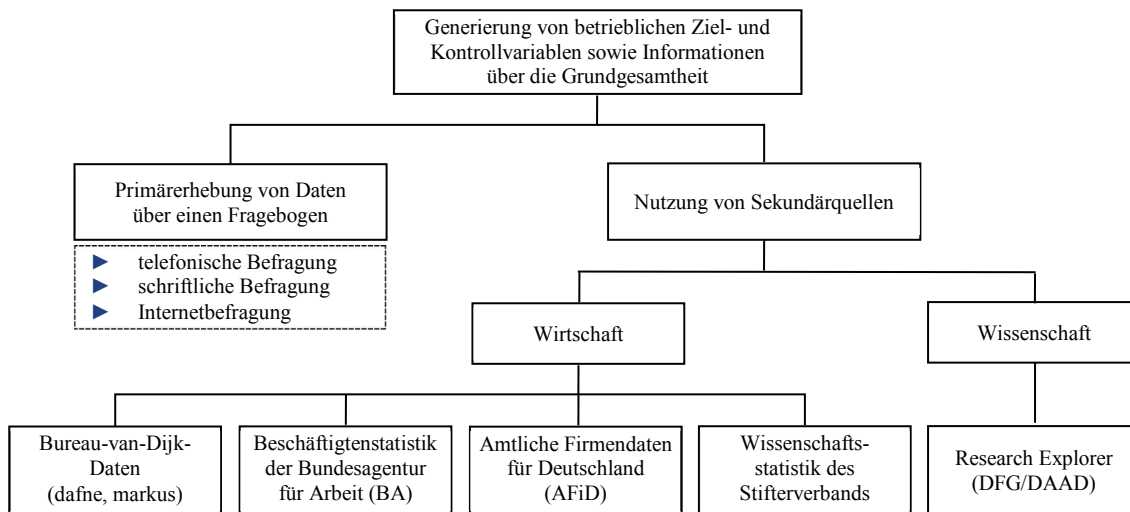 Generierung von betrieblichen Ziel- und
Kontrollvariablen sowie Informationen
über die Grundgesamtheit
Primärerhebung von Daten
über einen Fragebogen
► telefonische Befragung
► schriftliche Befragung
► Internetbefragung
Nutzung von Sekundärquellen
Wirtschaft
Wissenschaft
Bureau-van-Dijk-
Daten
(dafne, markus)
Beschäftigtenstatistik
der Bundesagentur
für Arbeit (BA)
Amtliche Firmendaten
für Deutschland
(AFiD)
Wissenschafts-
statistik des
Stifterverbands
Research Explorer
(DFG/DAAD)